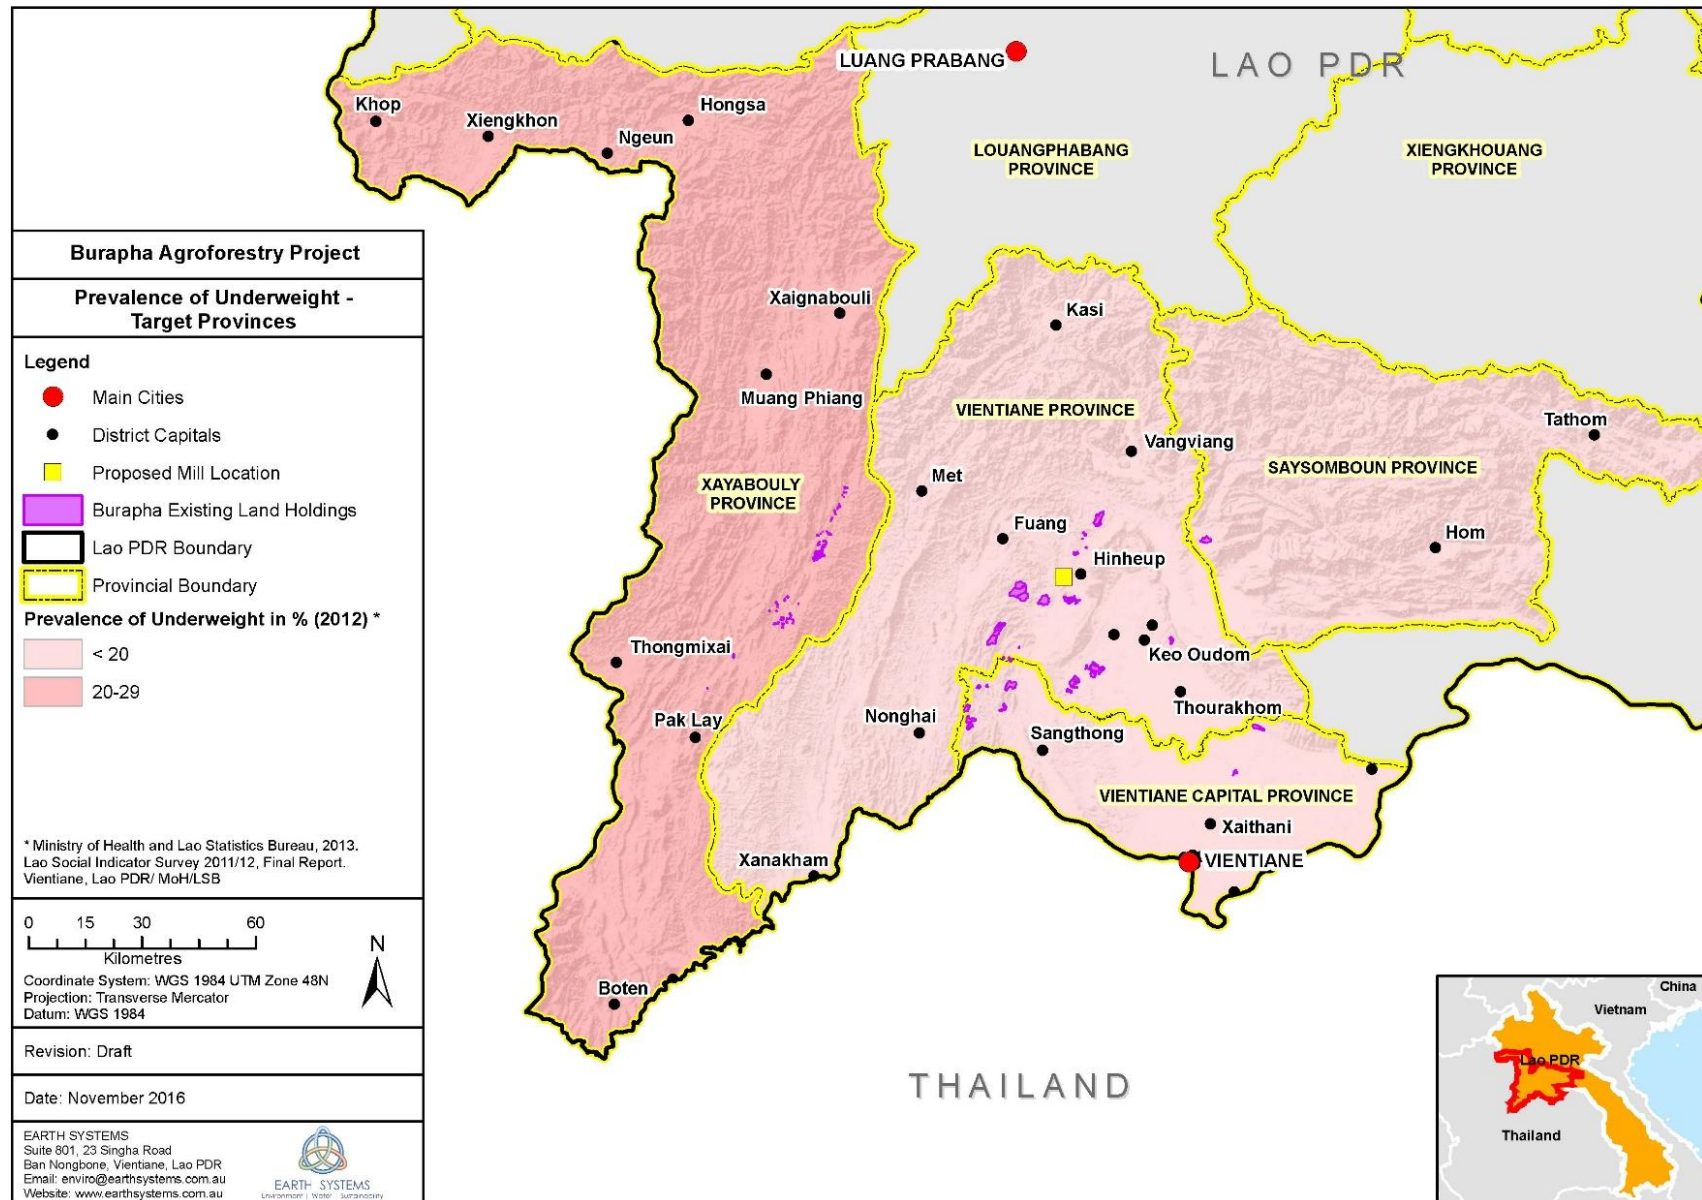 LUANG PRABANG
LAO PDR
Khop
Xiengkhon
Ngeun
Hongsa
LOUANGPHABANG
PROVINCE
XIENGKHOUANG
PROVINCE
Burapha Agroforestry Project
Prevalence of Underweight -
Target Provinces
Legend
Main Cities
District Capitals
Proposed Mill Location
Burapha Existing Land Holdings
Lao PDR Boundary
Provincial Boundary
Prevalence of Underweight in % (2012) *
< 20
20-29
* Ministry of Health and Lao Statistics Bureau, 2013.
Lao Social Indicator Survey 2011/12, Final Report.
Vientiane, Lao PDR/ MoH/LSB
0 15 30 60
Kilometres
N
Coordinate System: WGS 1984 UTM Zone 48N
Projection: Transverse Mercator
Datum: WGS 1984
Revision: Draft
Date: November 2016
EARTH SYSTEMS
Suite 801, 23 Singha Road
Ban Nongbone, Vientiane, Lao PDR
Email: enviro@earthsystems.com.au
Website: www.earthsystems.com.au
EARTH SYSTEMS
Environment | Water | Sustainability
Xaignabouli
Muang Phiang
XAYABOULY
PROVINCE
Thongmixai
Pak Lay
Boten
Kasi
VIENTIANE PROVINCE
Vangviang
Met
Fuang
Hinheup
Keo Oudom
Thourakhom
Nonghai
Sangthong
Xanakham
VIENTIANE CAPITAL PROVINCE
Xaithani
VIENTIANE
Tathom
SAYSOMBOUN PROVINCE
Hom
THAILAND
China
Vietnam
Lao PDR
Thailand